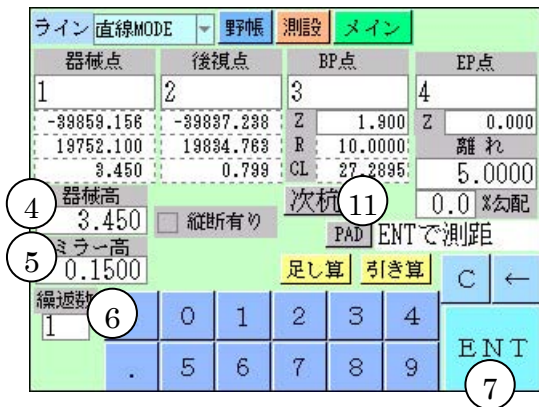 ライン 直線MODE 野帳 測設 メイン
器械点 後視点 BP点 EP点
1 2 3 4
-39859.156 -39837.238 Z 1.900 Z 0.000
19752.100 19834.763 R 10.0000 離れ
3.450 0.799 CL 27.2895 5.0000
④ 器械高 次杭 ⑪ 0.0 %勾配
3.450 縦断有り
PAD ENTで測距
⑤ ミラー高
0.1500 足し算 引き算 C ←
繰返数 ⑥ 0 1 2 3 4
1
. 5 6 7 8 9 ENT
⑦